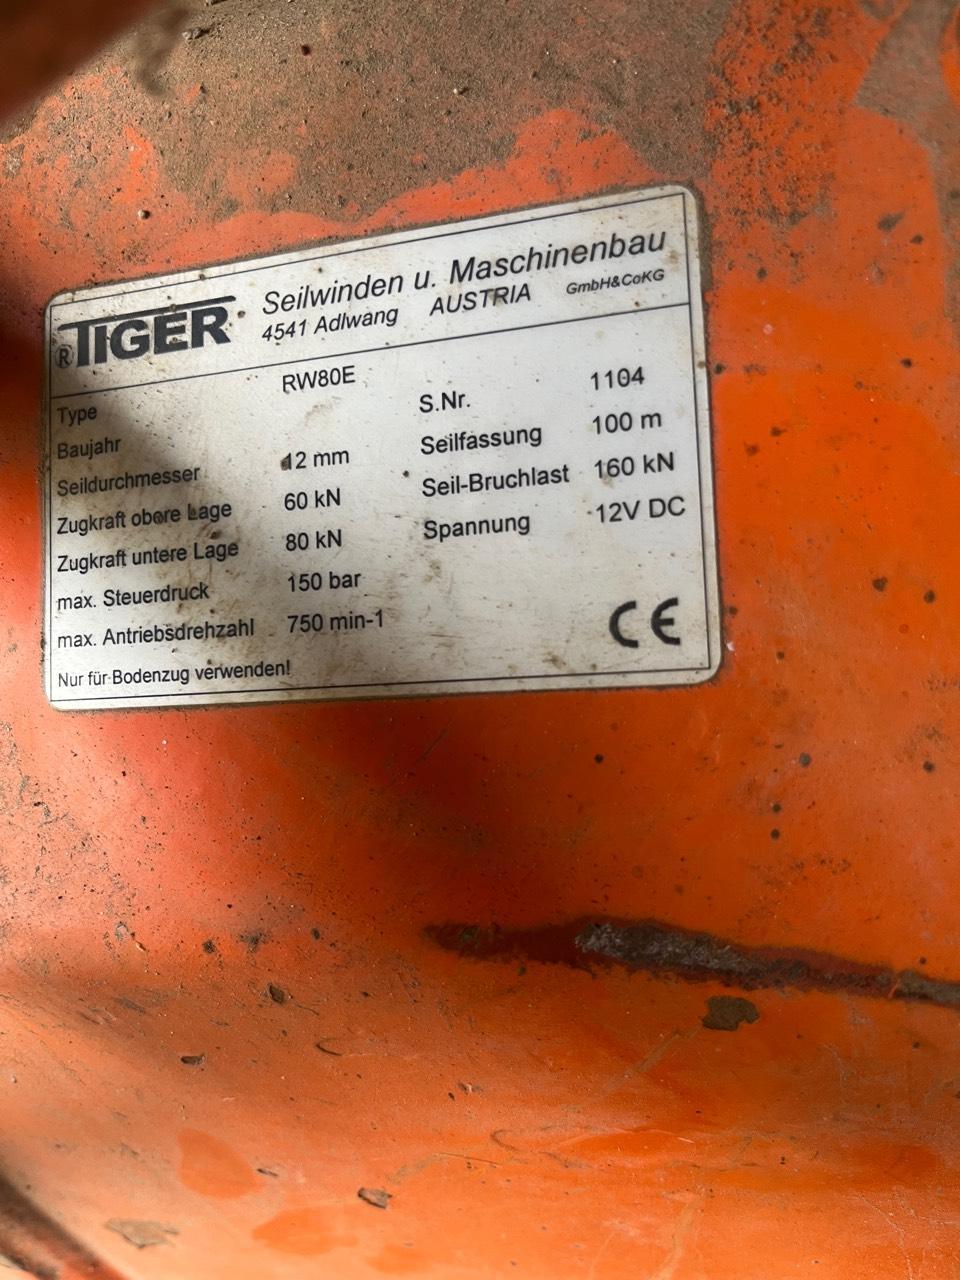 ®TIGER Seilwinden u. Maschinenbau
4541 Adlwang AUSTRIA GmbH&CoKG
Type RW80E S.Nr. 1104
Baujahr Seilfassung 100 m
Seildurchmesser 12 mm Seil-Bruchlast 160 kN
Zugkraft obere Lage 60 kN Spannung 12V DC
Zugkraft untere Lage 80 kN
max. Steuerdruck 150 bar
max. Antriebsdrehzahl 750 min-1
Nur für Bodenzug verwenden!
CE